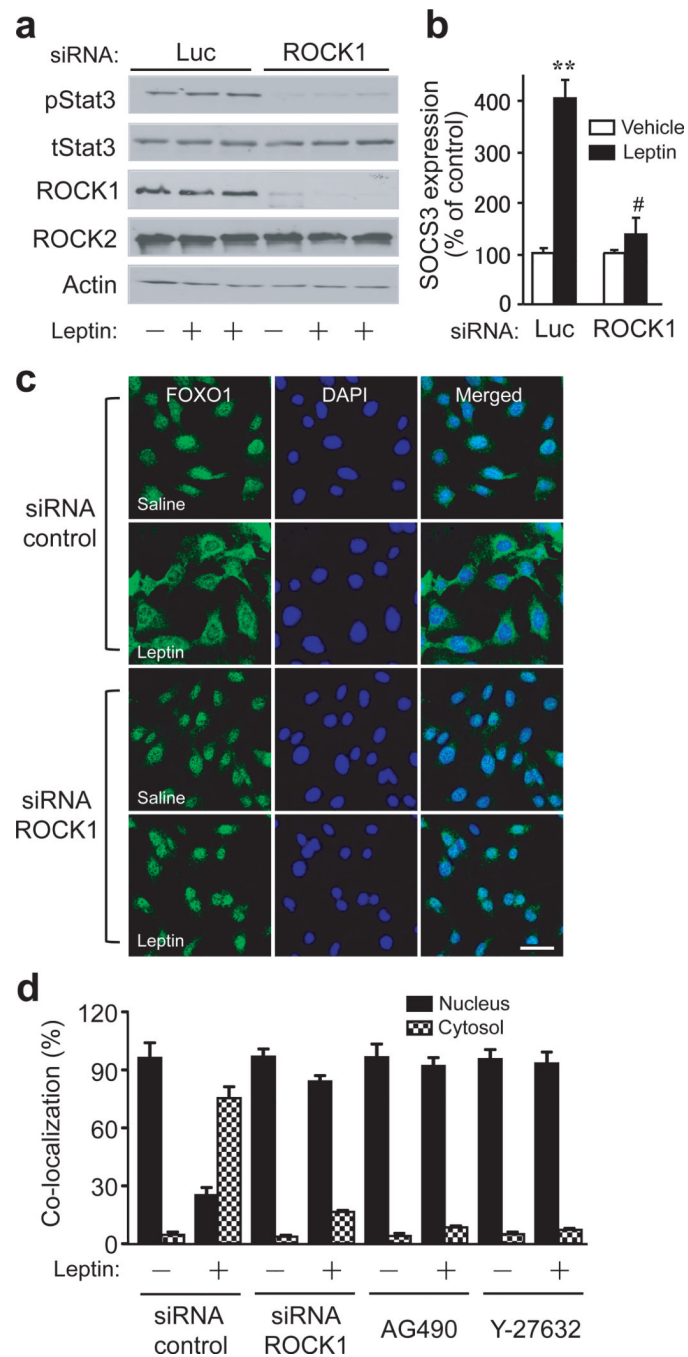 a
siRNA: Luc ROCK1
pStat3
tStat3
ROCK1
ROCK2
Actin
Leptin: – + + – + +
b
SOCS3 expression
(% of control)
400
300
200
100
0
**
#
Vehicle
Leptin
siRNA: Luc ROCK1
c
FOXO1 DAPI Merged
siRNA
control
Saline
Leptin
siRNA
ROCK1
Saline
Leptin
d
Co-localization (%)
120
90
60
30
0
Nucleus
Cytosol
Leptin: – + – + – + – +
siRNA
control
siRNA
ROCK1
AG490
Y-27632